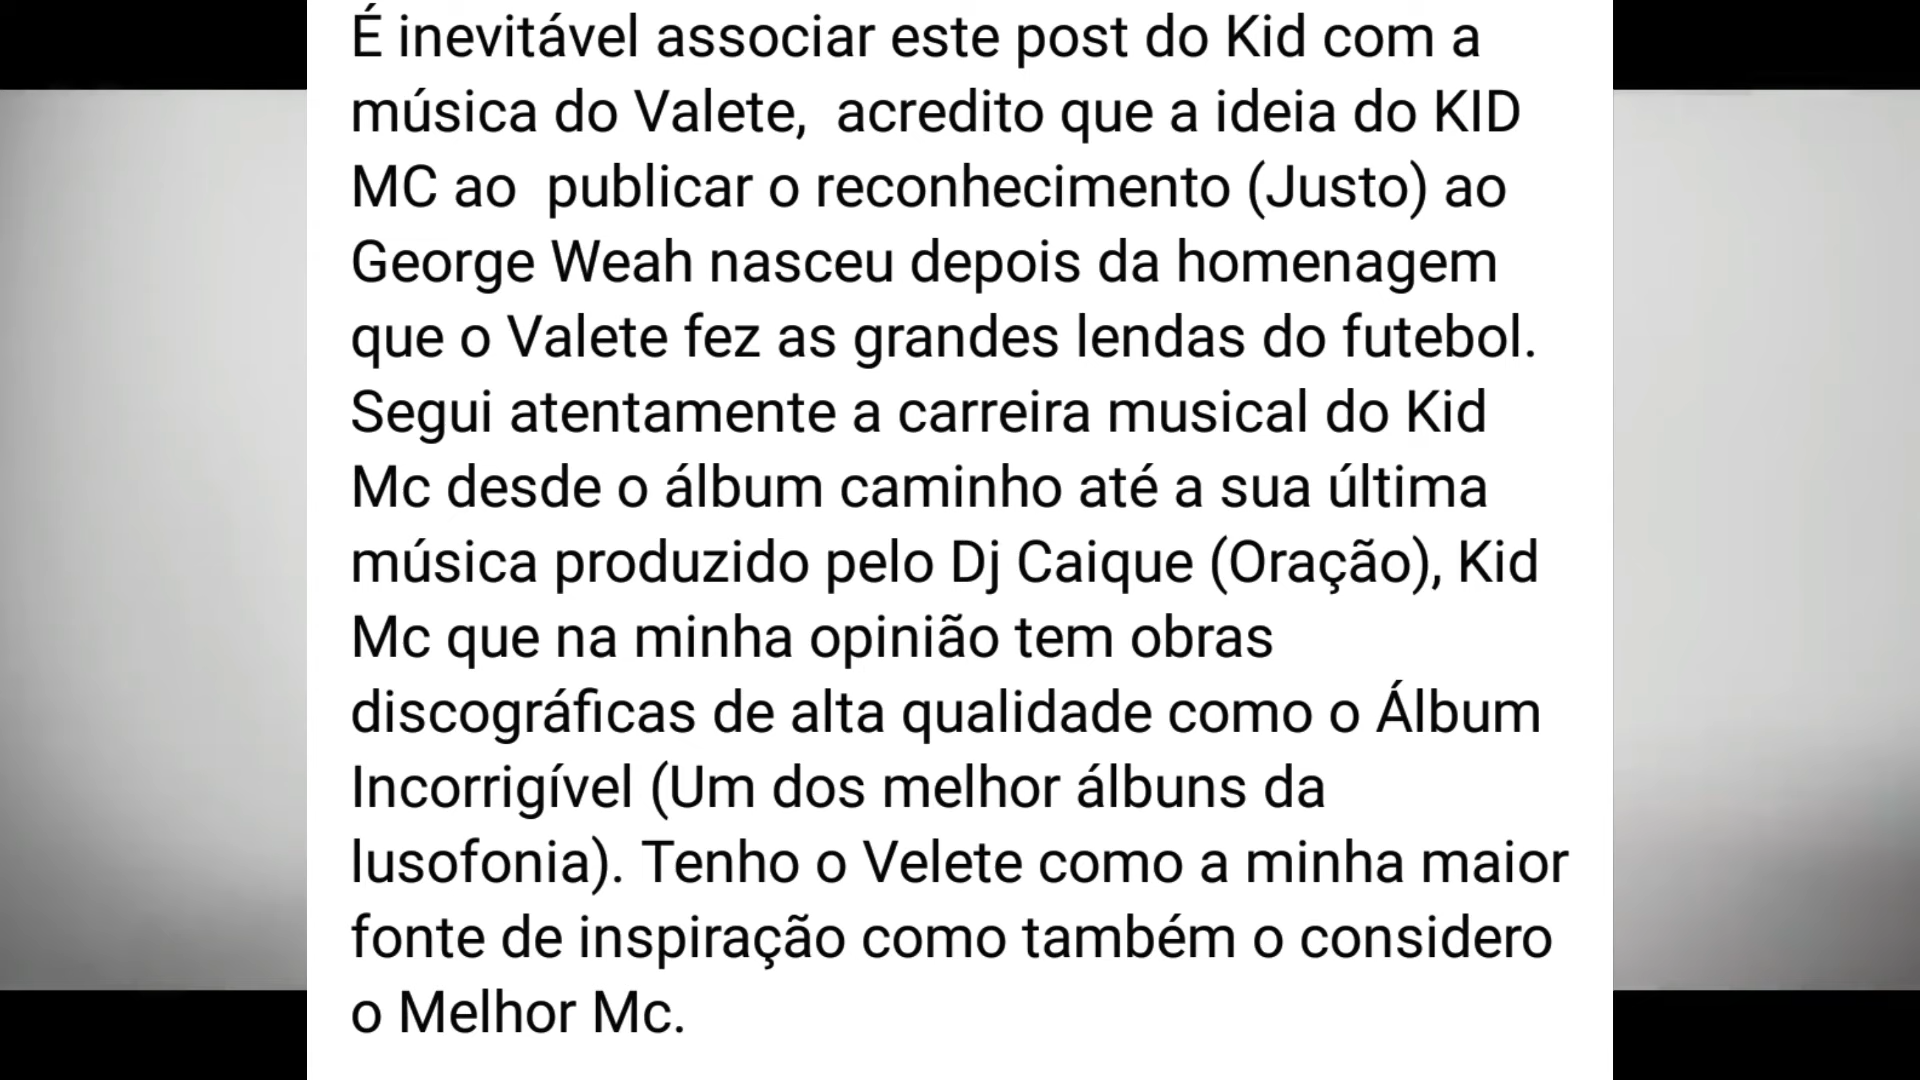 É inevitável associar este post do Kid com a
música do Valete,  acredito que a ideia do KID
MC ao  publicar o reconhecimento (Justo) ao
George Weah nasceu depois da homenagem
que o Valete fez as grandes lendas do futebol.
Segui atentamente a carreira musical do Kid
Mc desde o álbum caminho até a sua última
música produzido pelo Dj Caique (Oração), Kid
Mc que na minha opinião tem obras
discográficas de alta qualidade como o Álbum
Incorrigível (Um dos melhor álbuns da
lusofonia). Tenho o Velete como a minha maior
fonte de inspiração como também o considero
o Melhor Mc.